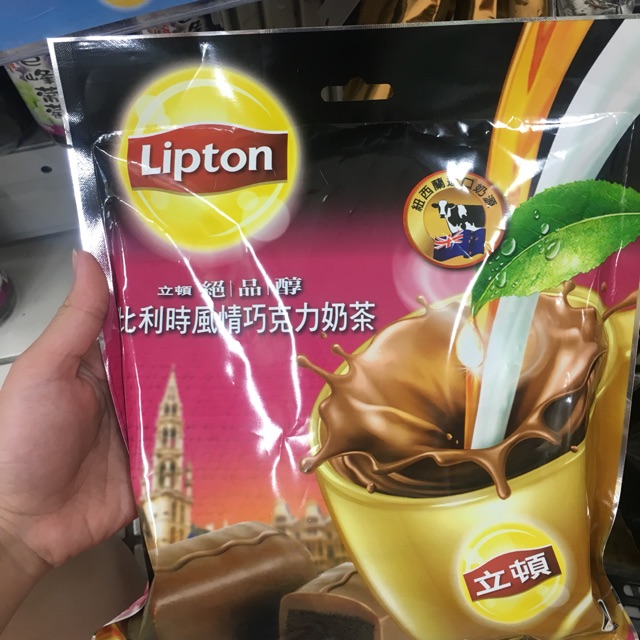 Lipton
紐西蘭進口奶源
立頓 絕品醇
比利時風情巧克力奶茶
立頓